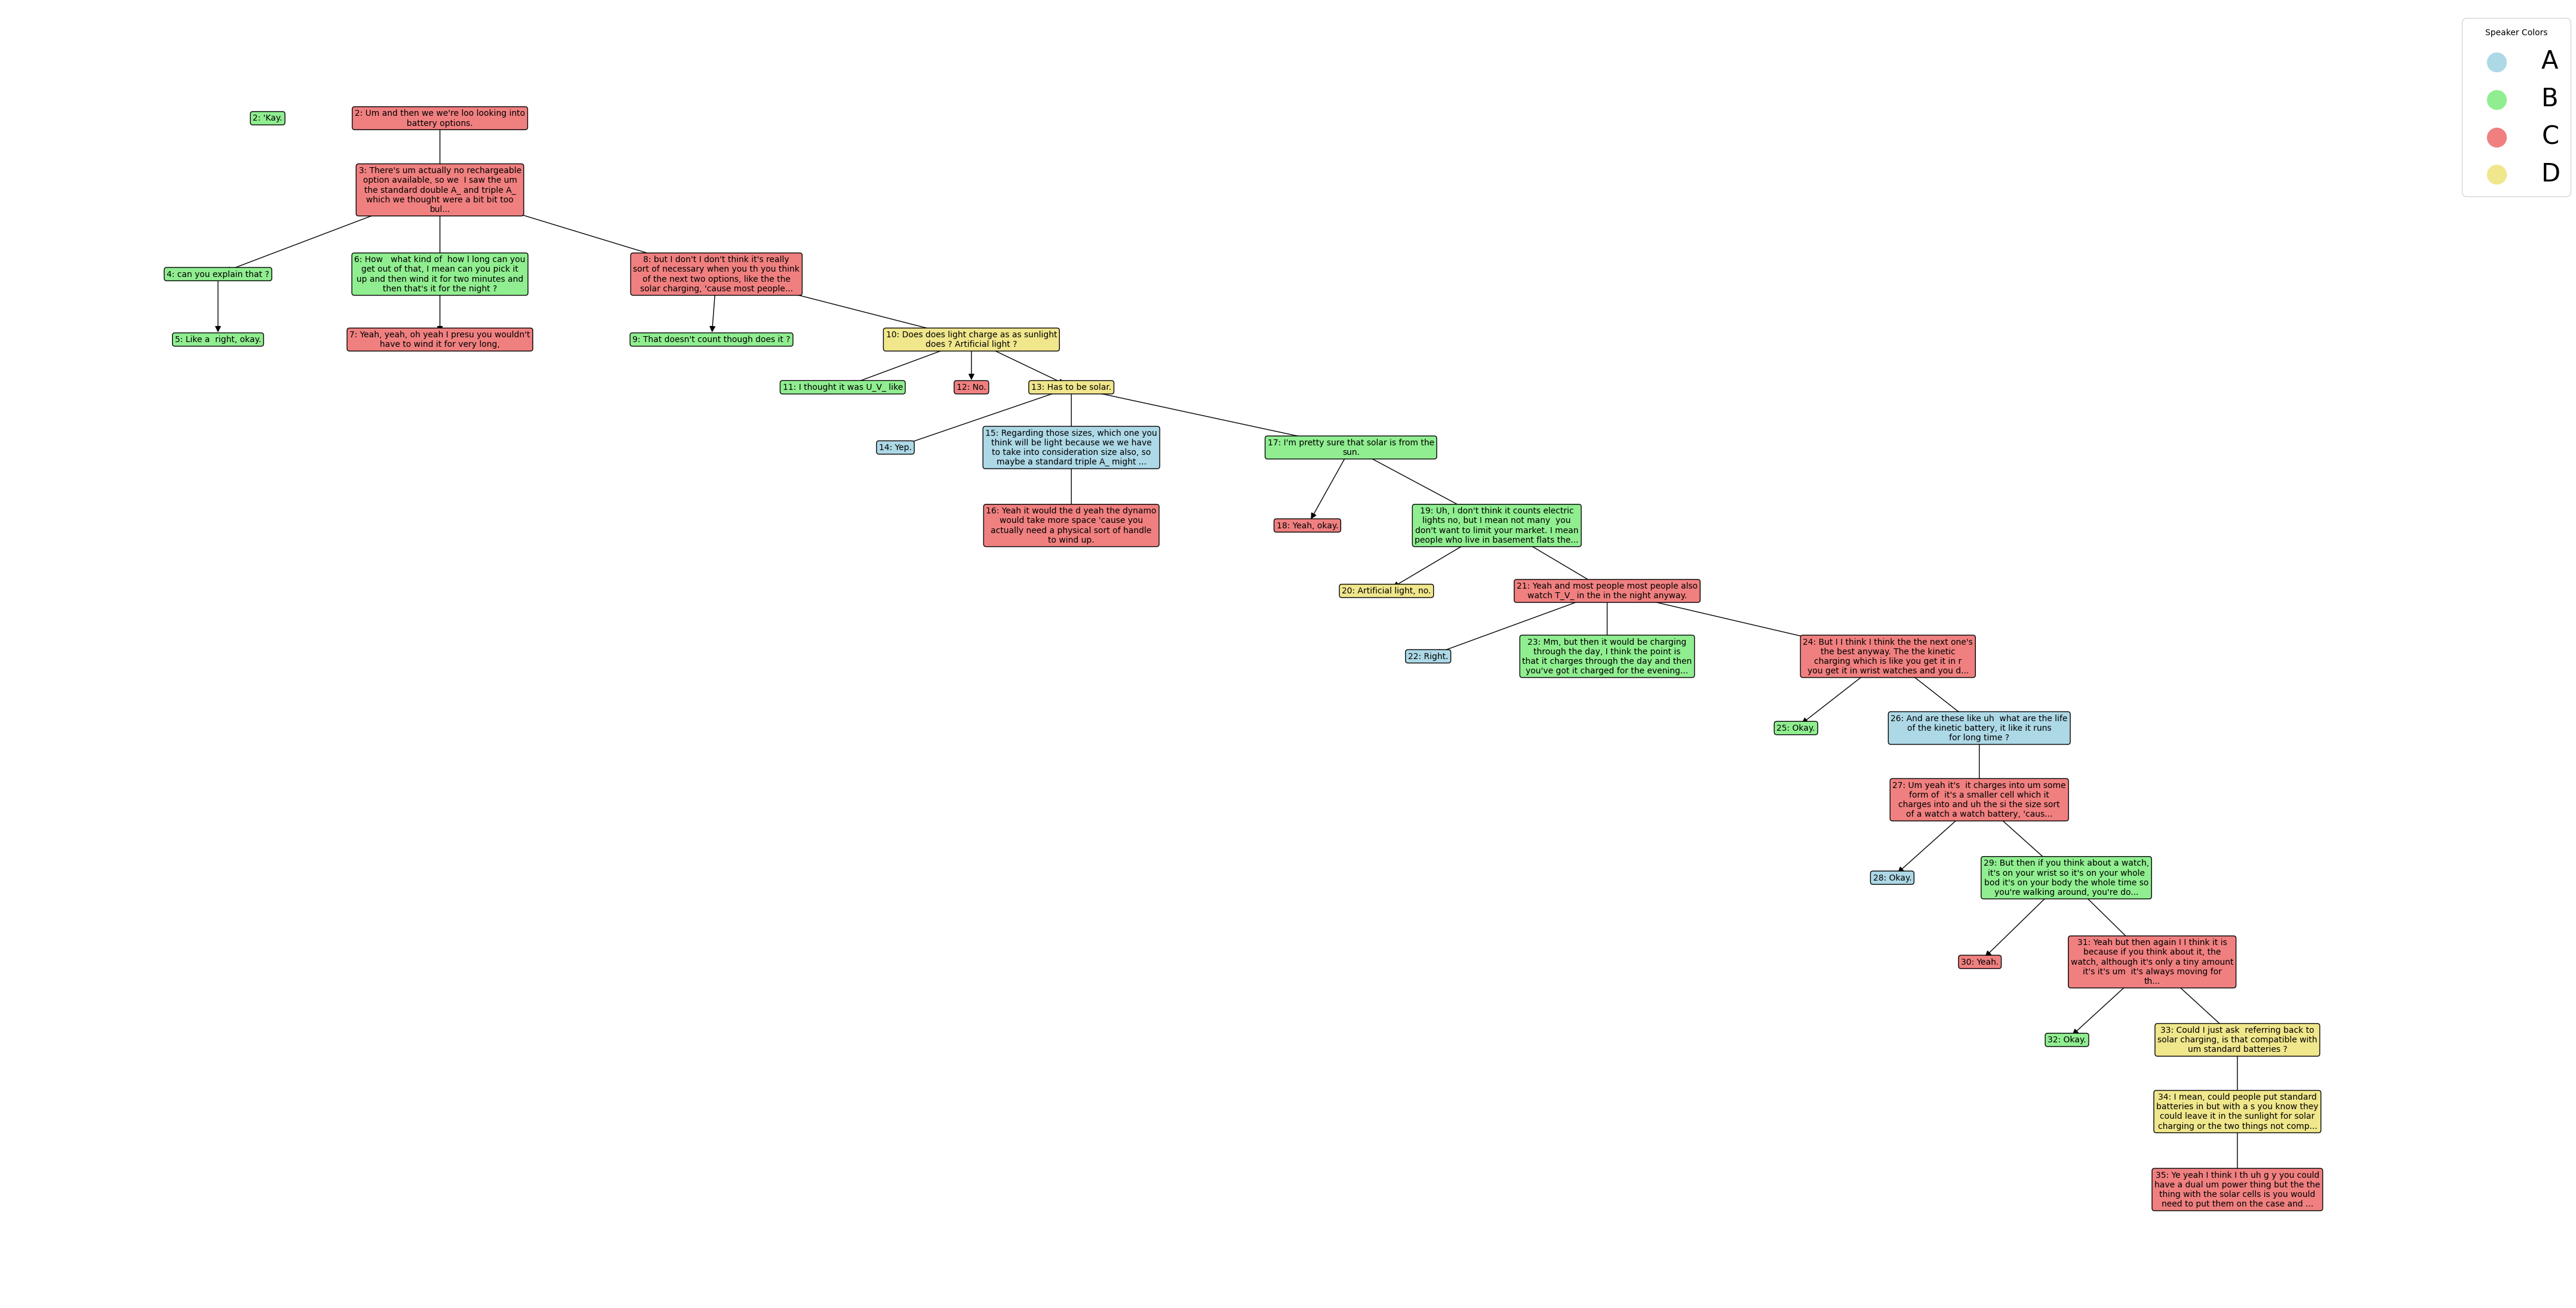 Speaker Colors
A
B
C
D
2: 'Kay.
2: Um and then we we're loo looking into
battery options.
3: There's um actually no rechargeable
option available, so we  I saw the um
the standard double A_ and triple A_
which we thought were a bit bit too
bul...
4: can you explain that ?
6: How   what kind of  how l long can you
get out of that, I mean can you pick it
up and then wind it for two minutes and
then that's it for the night ?
8: but I don't I don't think it's really
sort of necessary when you th you think
of the next two options, like the the
solar charging, 'cause most people...
5: Like a  right, okay.
7: Yeah, yeah, oh yeah I presu you wouldn't
have to wind it for very long,
9: That doesn't count though does it ?
10: Does does light charge as as sunlight
does ? Artificial light ?
11: I thought it was U_V_ like
12: No.
13: Has to be solar.
14: Yep.
15: Regarding those sizes, which one you
think will be light because we we have
to take into consideration size also, so
maybe a standard triple A_ might ...
17: I'm pretty sure that solar is from the
sun.
16: Yeah it would the d yeah the dynamo
would take more space 'cause you
actually need a physical sort of handle
to wind up.
18: Yeah, okay.
19: Uh, I don't think it counts electric
lights no, but I mean not many  you
don't want to limit your market. I mean
people who live in basement flats the...
20: Artificial light, no.
21: Yeah and most people most people also
watch T_V_ in the in the night anyway.
22: Right.
23: Mm, but then it would be charging
through the day, I think the point is
that it charges through the day and then
you've got it charged for the evening...
24: But I I think I think the the next one's
the best anyway. The the kinetic
charging which is like you get it in r
you get it in wrist watches and you d...
25: Okay.
26: And are these like uh  what are the life
of the kinetic battery, it like it runs
for long time ?
27: Um yeah it's  it charges into um some
form of  it's a smaller cell which it
charges into and uh the si the size sort
of a watch a watch battery, 'caus...
28: Okay.
29: But then if you think about a watch,
it's on your wrist so it's on your whole
bod it's on your body the whole time so
you're walking around, you're do...
30: Yeah.
31: Yeah but then again I I think it is
because if you think about it, the
watch, although it's only a tiny amount
it's it's um  it's always moving for
th...
32: Okay.
33: Could I just ask  referring back to
solar charging, is that compatible with
um standard batteries ?
34: I mean, could people put standard
batteries in but with a s you know they
could leave it in the sunlight for solar
charging or the two things not comp...
35: Ye yeah I think I th uh g y you could
have a dual um power thing but the the
thing with the solar cells is you would
need to put them on the case and ...